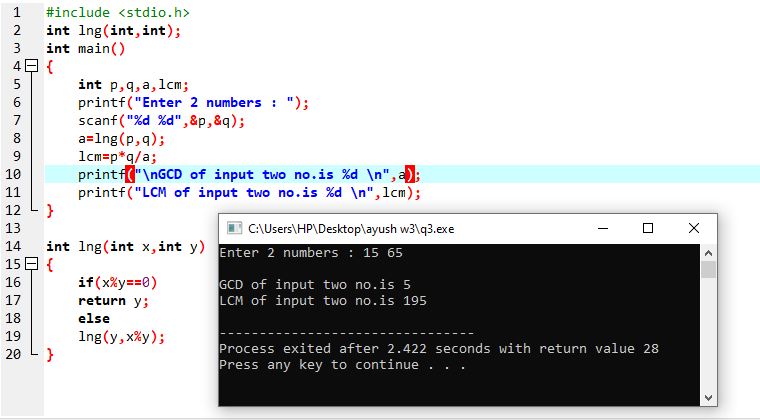 1 #include <stdio.h>
2 int lng(int,int);
3 int main()
4 {
5 int p,q,a,lcm;
6 printf("Enter 2 numbers : ");
7 scanf("%d %d",&p,&q);
8 a=lng(p,q);
9 lcm=p*q/a;
10 printf("\nGCD of input two no.is %d \n",a);
11 printf("LCM of input two no.is %d \n",lcm);
12 }
13
14 int lng(int x,int y)
15 {
16 if(x%y==0)
17 return y;
18 else
19 lng(y,x%y);
20 }
C:\Users\HP\Desktop\ayush w3\q3.exe
Enter 2 numbers : 15 65
GCD of input two no.is 5
LCM of input two no.is 195
--------------------------------
Process exited after 2.422 seconds with return value 28
Press any key to continue . . .